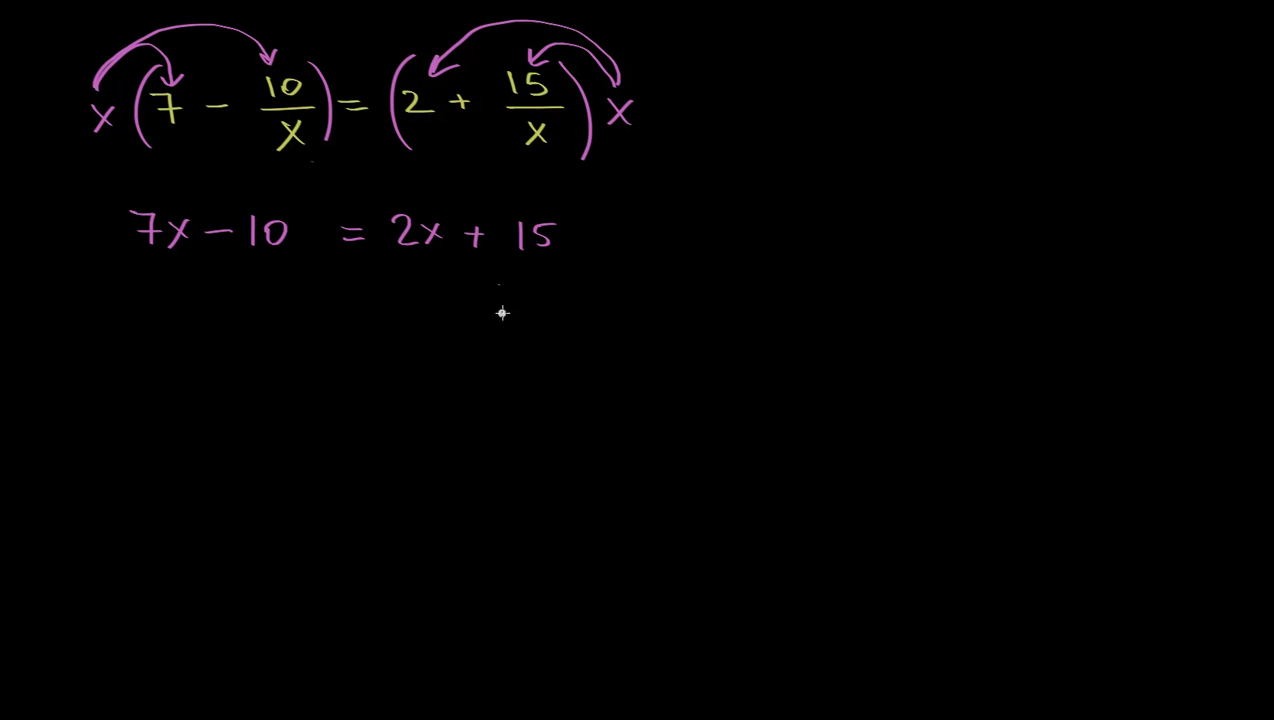 x(7 - 10/x) = (2 + 15/x)x
7x - 10 = 2x + 15